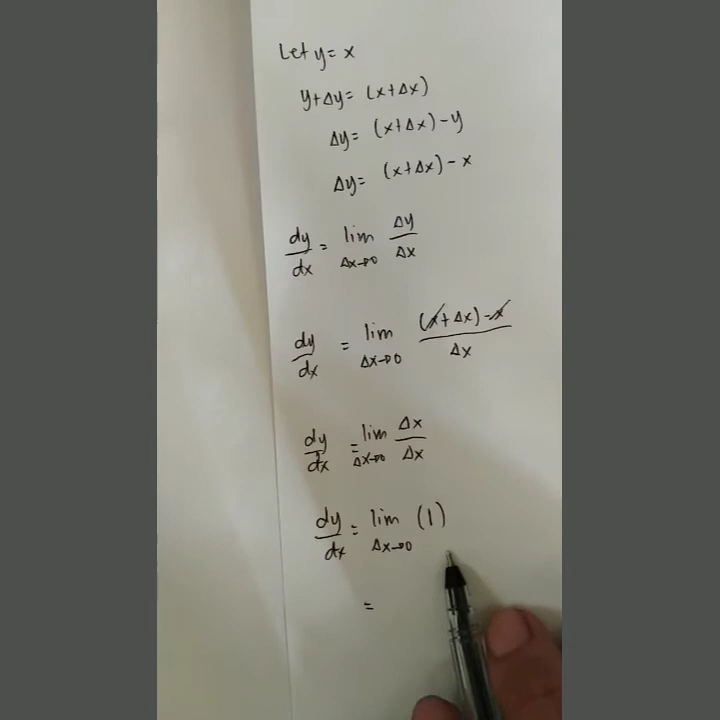 Let y = x
y+Δy = (x+Δx)
Δy = (x+Δx) - y
Δy = (x+Δx) - x
dy/dx = lim Δx→0 Δy/Δx
dy/dx = lim Δx→0 (x+Δx) - x / Δx
dy/dx = lim Δx→0 Δx/Δx
dy/dx = lim Δx→0 (1)
=